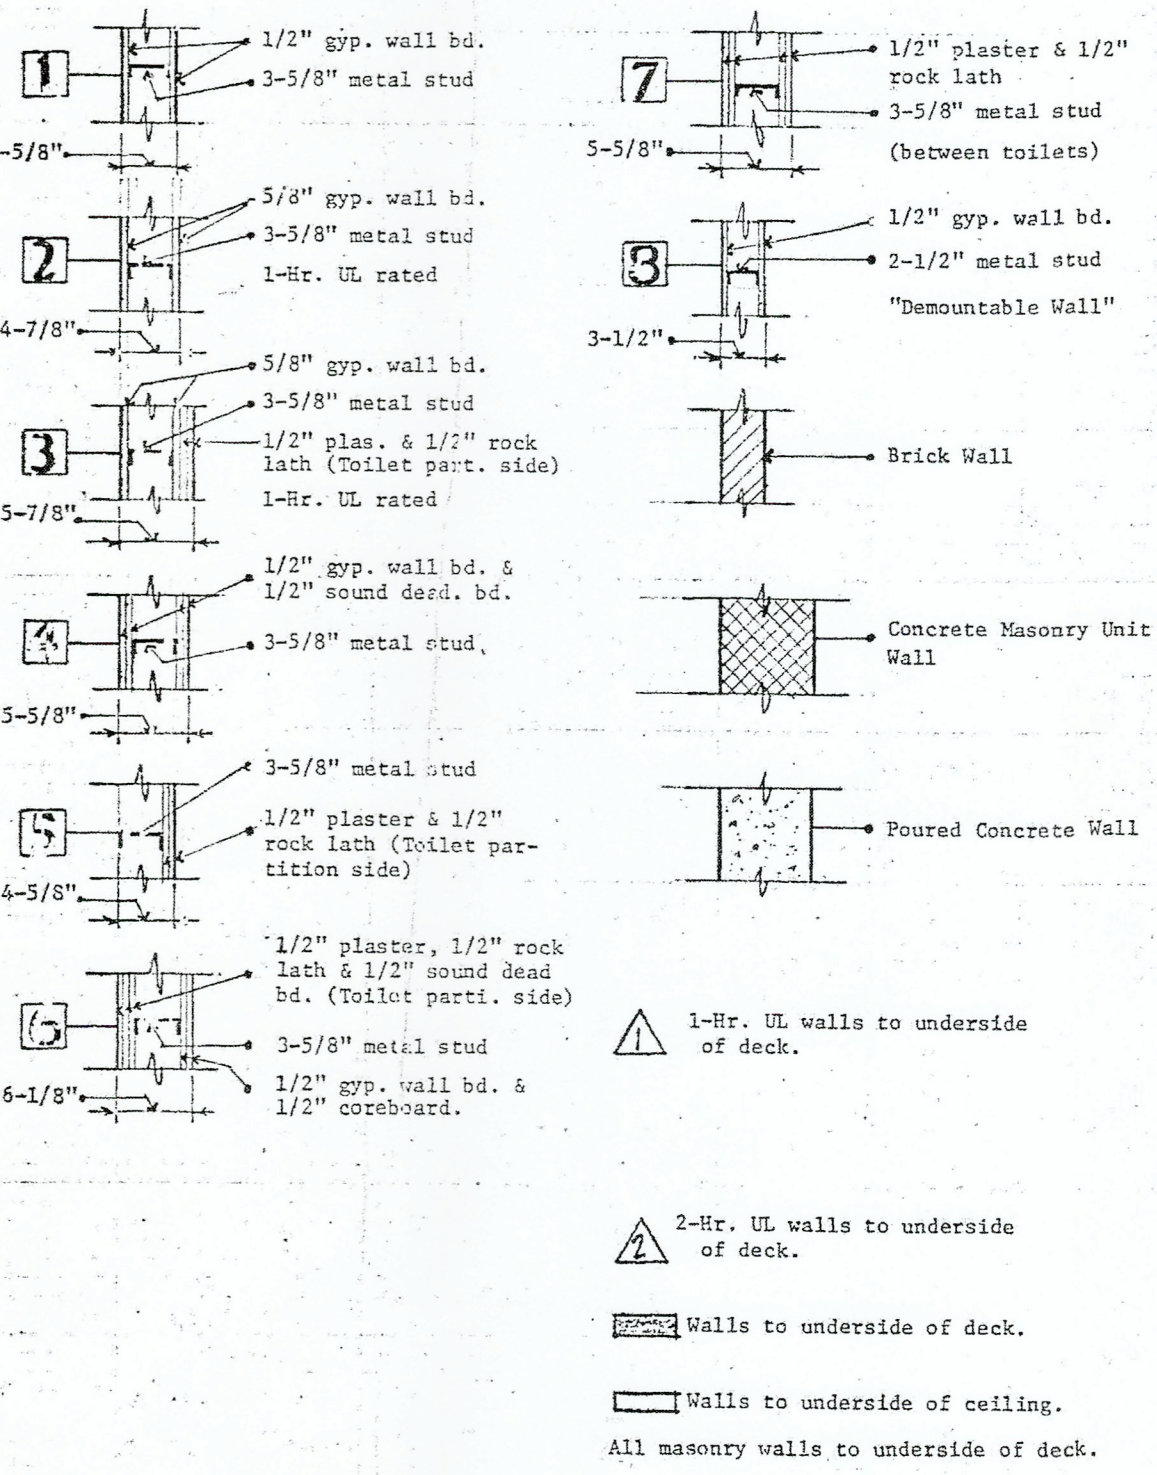 1
1/2" gyp. wall bd.
3-5/8" metal stud
-5/8"
2
5/8" gyp. wall bd.
3-5/8" metal stud
1-Hr. UL rated
4-7/8"
3
5/8" gyp. wall bd.
3-5/8" metal stud
1/2" plas. & 1/2" rock
lath (Toilet part. side)
1-Hr. UL rated
5-7/8"
4
1/2" gyp. wall bd. &
1/2" sound dead. bd.
3-5/8" metal stud
5-5/8"
5
3-5/8" metal stud
1/2" plaster & 1/2"
rock lath (Toilet par-
tition side)
4-5/8"
6
1/2" plaster, 1/2" rock
lath & 1/2" sound dead
bd. (Toilet parti. side)
3-5/8" metal stud
1/2" gyp. wall bd. &
1/2" coreboard.
6-1/8"
7
1/2" plaster & 1/2"
rock lath
3-5/8" metal stud
(between toilets)
5-5/8"
1/2" gyp. wall bd.
2-1/2" metal stud
"Demountable Wall"
3-1/2"
Brick Wall
Concrete Masonry Unit
Wall
Poured Concrete Wall
1
1-Hr. UL walls to underside
of deck.
2
2-Hr. UL walls to underside
of deck.
Walls to underside of deck.
Walls to underside of ceiling.
All masonry walls to underside of deck.